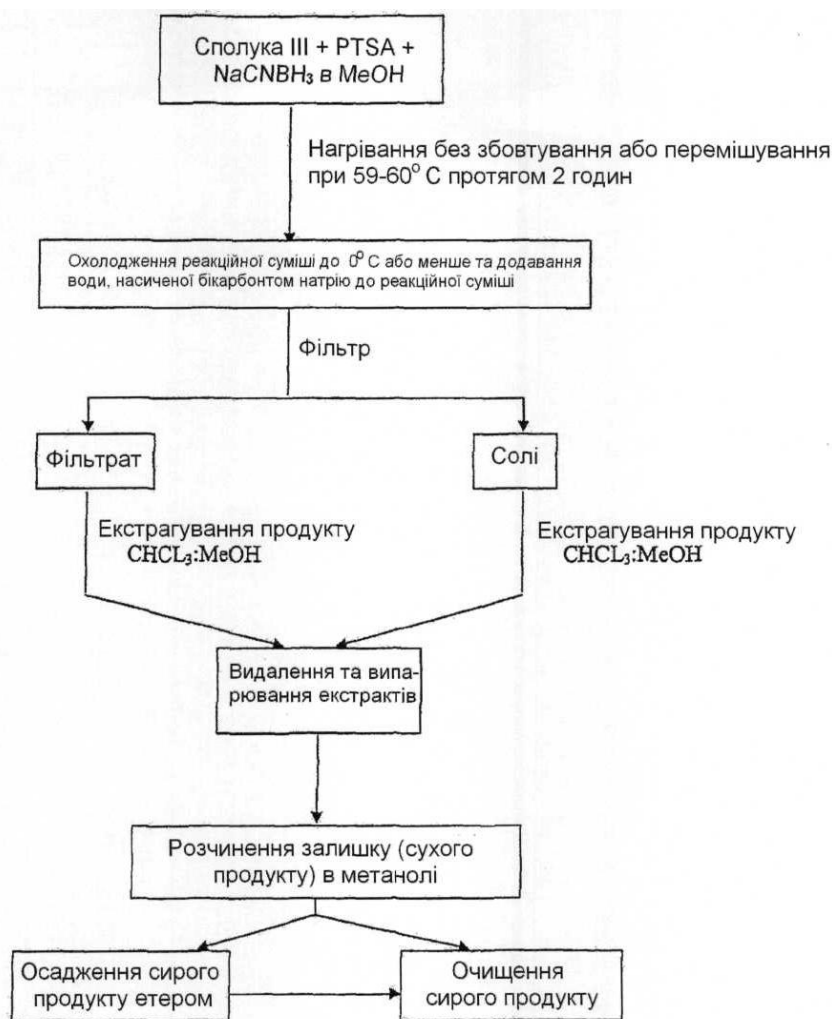 Сполука III + PTSA +
NaCNBH₃ в MeOH
Нагрівання без збовтування або перемішування
при 59-60⁰ С протягом 2 годин
Охолодження реакційної суміші до 0⁰ С або менше та додавання
води, насиченої бікарбонтом натрію до реакційної суміші
Фільтр
Фільтрат
Солі
Екстрагування продукту
CHCL₃:MeOH
Екстрагування продукту
CHCL₃:MeOH
Видалення та випа-
рювання екстрактів
Розчинення залишку (сухого
продукту) в метанолі
Осадження сирого
продукту етером
Очищення
сирого продукту